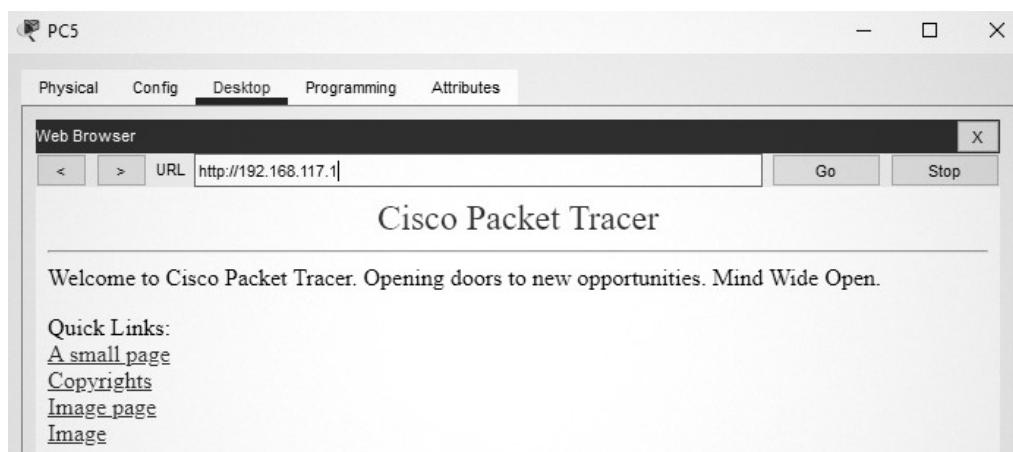 PC5
Physical Config Desktop Programming Attributes
Web Browser X
< > URL http://192.168.117.1 Go Stop
Cisco Packet Tracer
Welcome to Cisco Packet Tracer. Opening doors to new opportunities. Mind Wide Open.
Quick Links:
A small page
Copyrights
Image page
Image